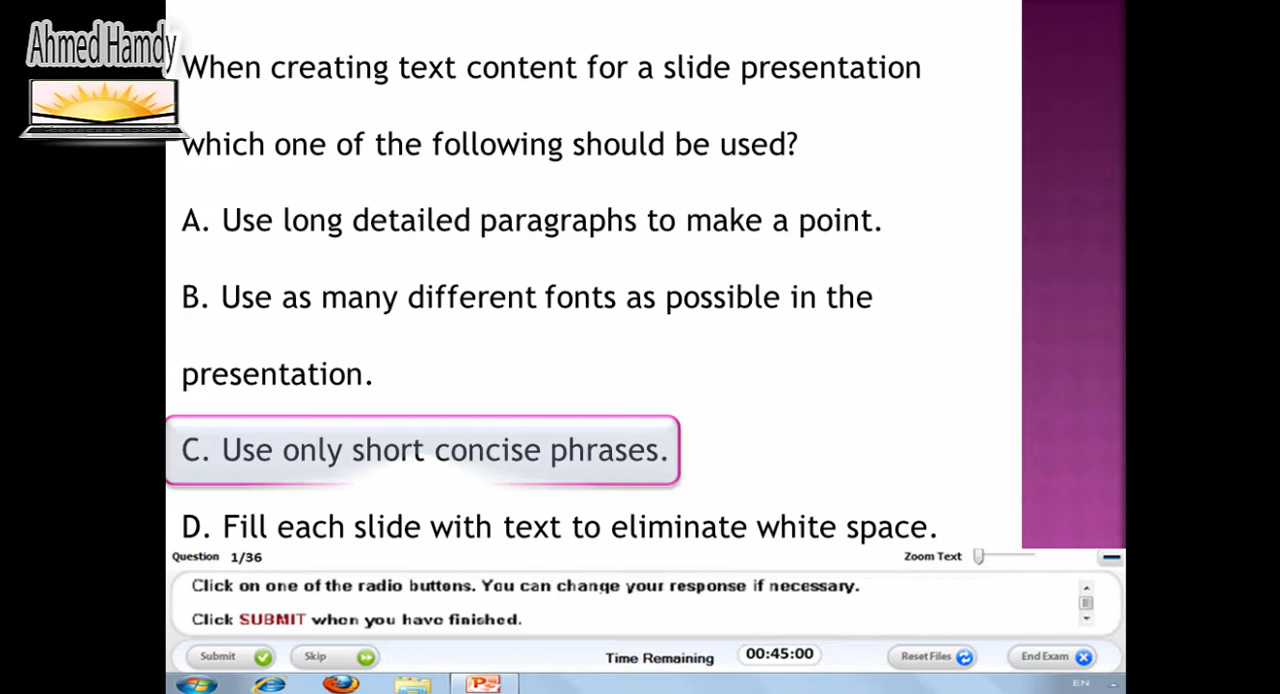 Ahmed Hamdy
When creating text content for a slide presentation
which one of the following should be used?
A. Use long detailed paragraphs to make a point.
B. Use as many different fonts as possible in the
presentation.
C. Use only short concise phrases.
D. Fill each slide with text to eliminate white space.
Question 1/36
Zoom Text
Click on one of the radio buttons. You can change your response if necessary.
Click SUBMIT when you have finished.
Submit Skip Time Remaining 00:45:00 Reset Files End Exam
EN